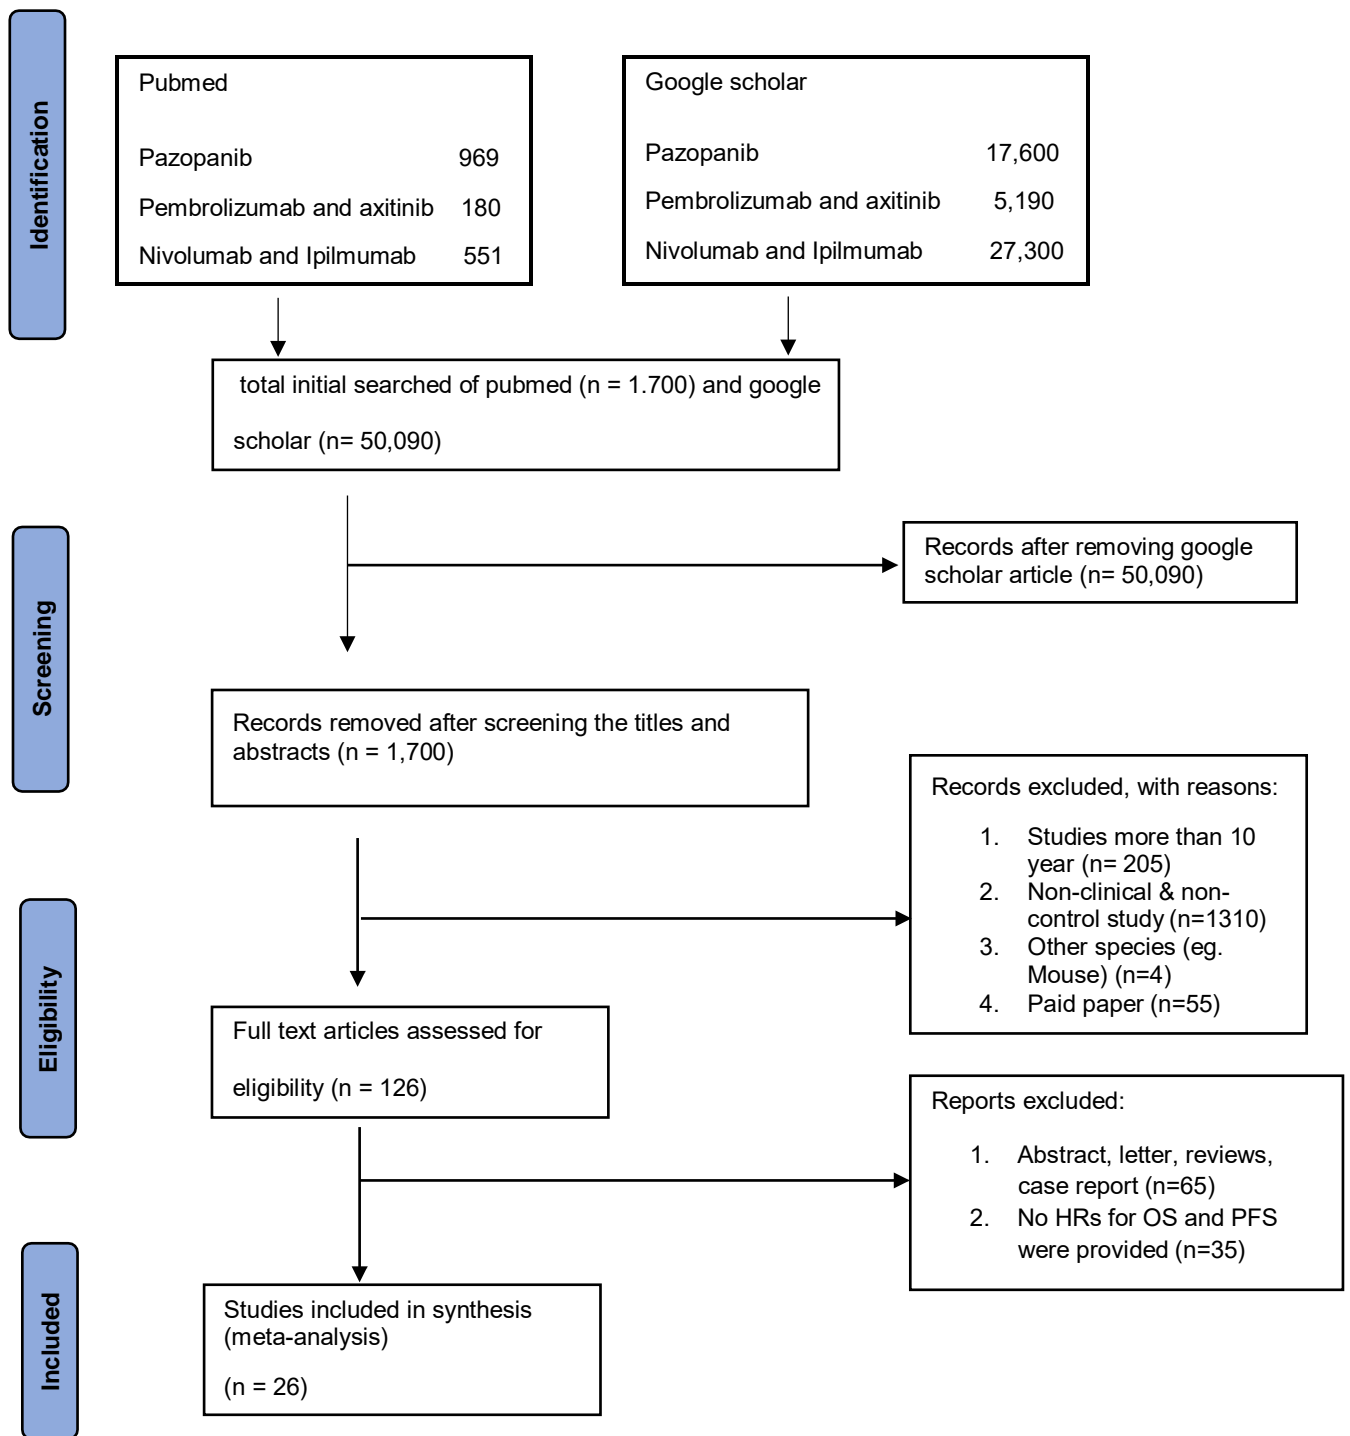 Identification
Pubmed
Pazopanib 969
Pembrolizumab and axitinib 180
Nivolumab and Ipilmumab 551
Google scholar
Pazopanib 17,600
Pembrolizumab and axitinib 5,190
Nivolumab and Ipilmumab 27,300
total initial searched of pubmed (n = 1.700) and google
scholar (n= 50,090)
Screening
Records after removing google
scholar article (n= 50,090)
Records removed after screening the titles and
abstracts (n = 1,700)
Records excluded, with reasons:
1. Studies more than 10
year (n= 205)
2. Non-clinical & non-
control study (n=1310)
3. Other species (eg.
Mouse) (n=4)
4. Paid paper (n=55)
Eligibility
Full text articles assessed for
eligibility (n = 126)
Reports excluded:
1. Abstract, letter, reviews,
case report (n=65)
2. No HRs for OS and PFS
were provided (n=35)
Included
Studies included in synthesis
(meta-analysis)
(n = 26)